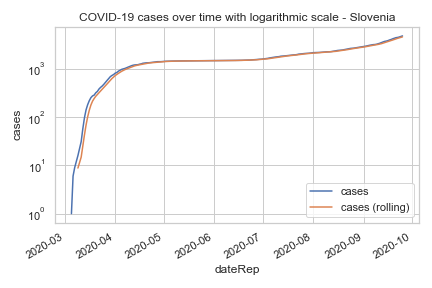 COVID-19 cases over time with logarithmic scale - Slovenia
cases
10³
10²
10¹
10⁰
cases
cases (rolling)
2020-03
2020-04
2020-05
2020-06
2020-07
2020-08
2020-09
2020-10
dateRep